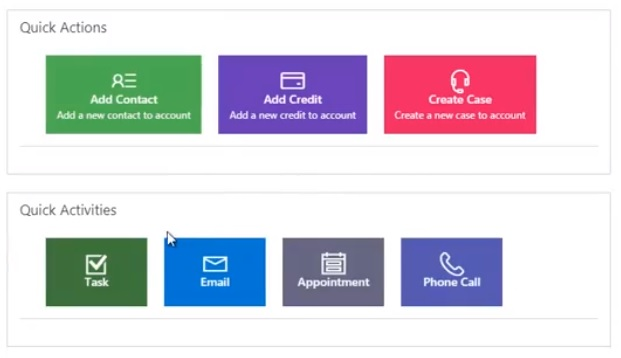 Quick Actions
Add Contact
Add a new contact to account
Add Credit
Add a new credit to account
Create Case
Create a new case to account
Quick Activities
Task
Email
Appointment
Phone Call